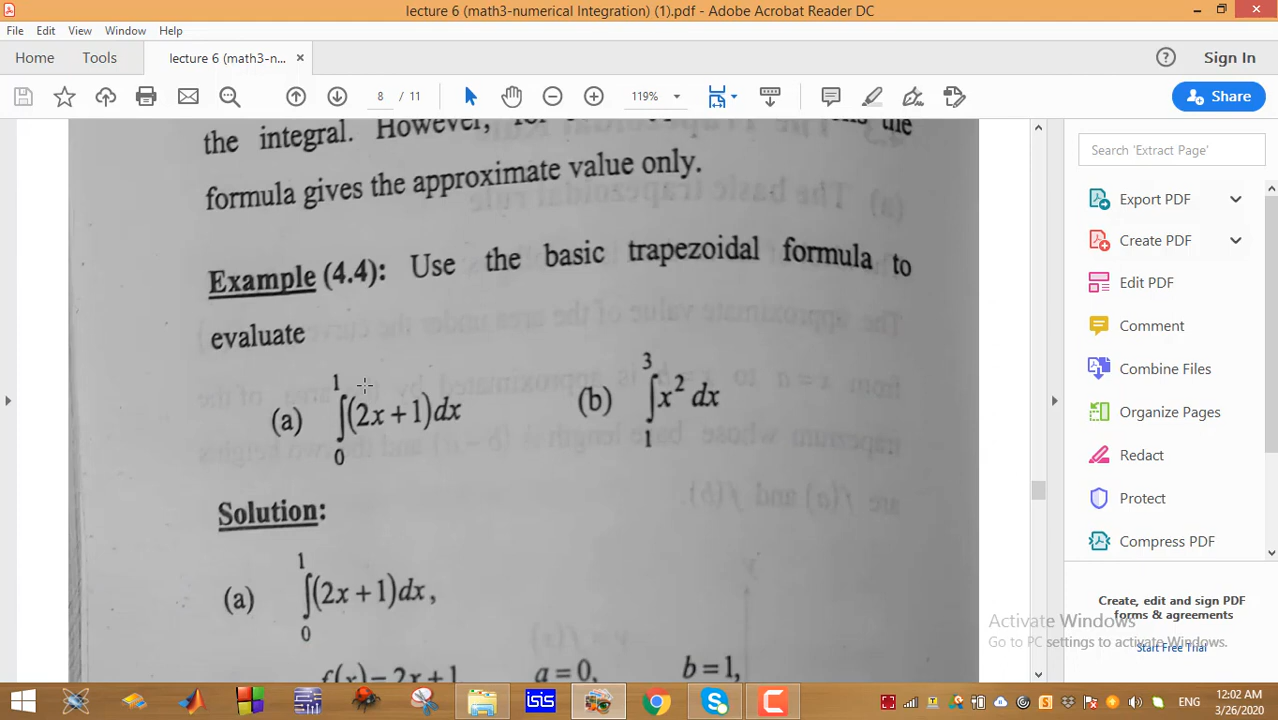 lecture 6 (math3-numerical Integration) (1).pdf - Adobe Acrobat Reader DC
File Edit View Window Help
Home Tools lecture 6 (math3-n... × Sign In
8 / 11 119% Share
the integral. However, for the
formula gives the approximate value only.
Example (4.4): Use the basic trapezoidal formula to
evaluate
(a) ∫₀¹(2x+1)dx (b) ∫₁³x² dx
Solution:
(a) ∫₀¹(2x+1)dx,
f(x)=2x+1 a=0, b=1,
Search 'Extract Page'
Export PDF
Create PDF
Edit PDF
Comment
Combine Files
Organize Pages
Redact
Protect
Compress PDF
Create, edit and sign PDF
forms & agreements
Start Free Trial
Activate Windows
Go to PC settings to activate Windows.
isis
ENG
12:02 AM
3/26/2020